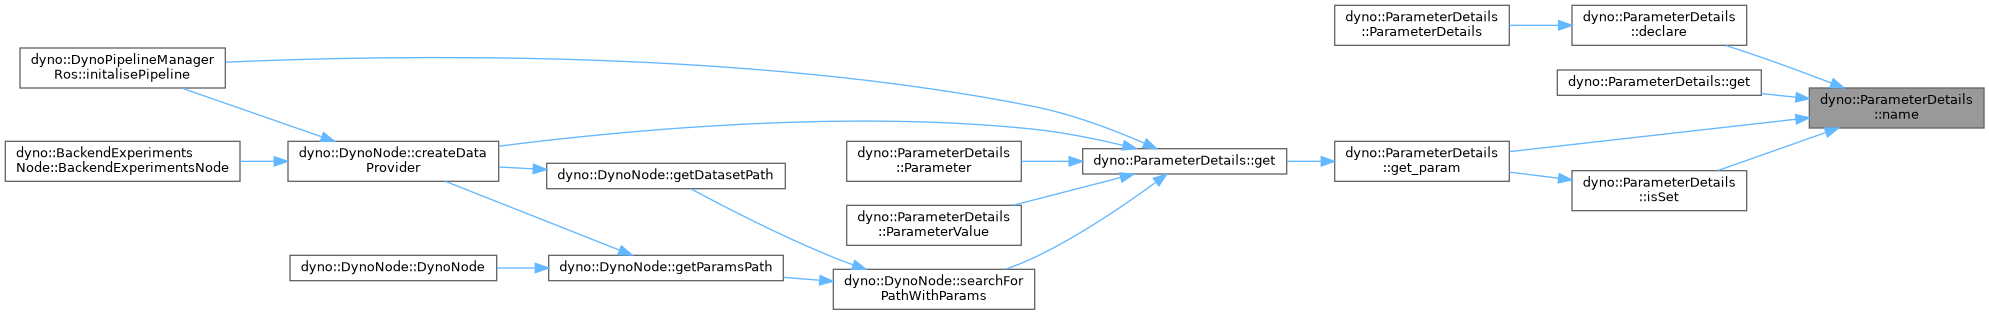 dyno::ParameterDetails
::ParameterDetails
dyno::ParameterDetails
::declare
dyno::DynoPipelineManager
Ros::initalisePipeline
dyno::ParameterDetails::get
dyno::ParameterDetails
::name
dyno::BackendExperiments
Node::BackendExperimentsNode
dyno::DynoNode::createData
Provider
dyno::ParameterDetails
::Parameter
dyno::ParameterDetails::get
dyno::ParameterDetails
::get_param
dyno::DynoNode::getDatasetPath
dyno::ParameterDetails
::isSet
dyno::ParameterDetails
::ParameterValue
dyno::DynoNode::DynoNode
dyno::DynoNode::getParamsPath
dyno::DynoNode::searchFor
PathWithParams